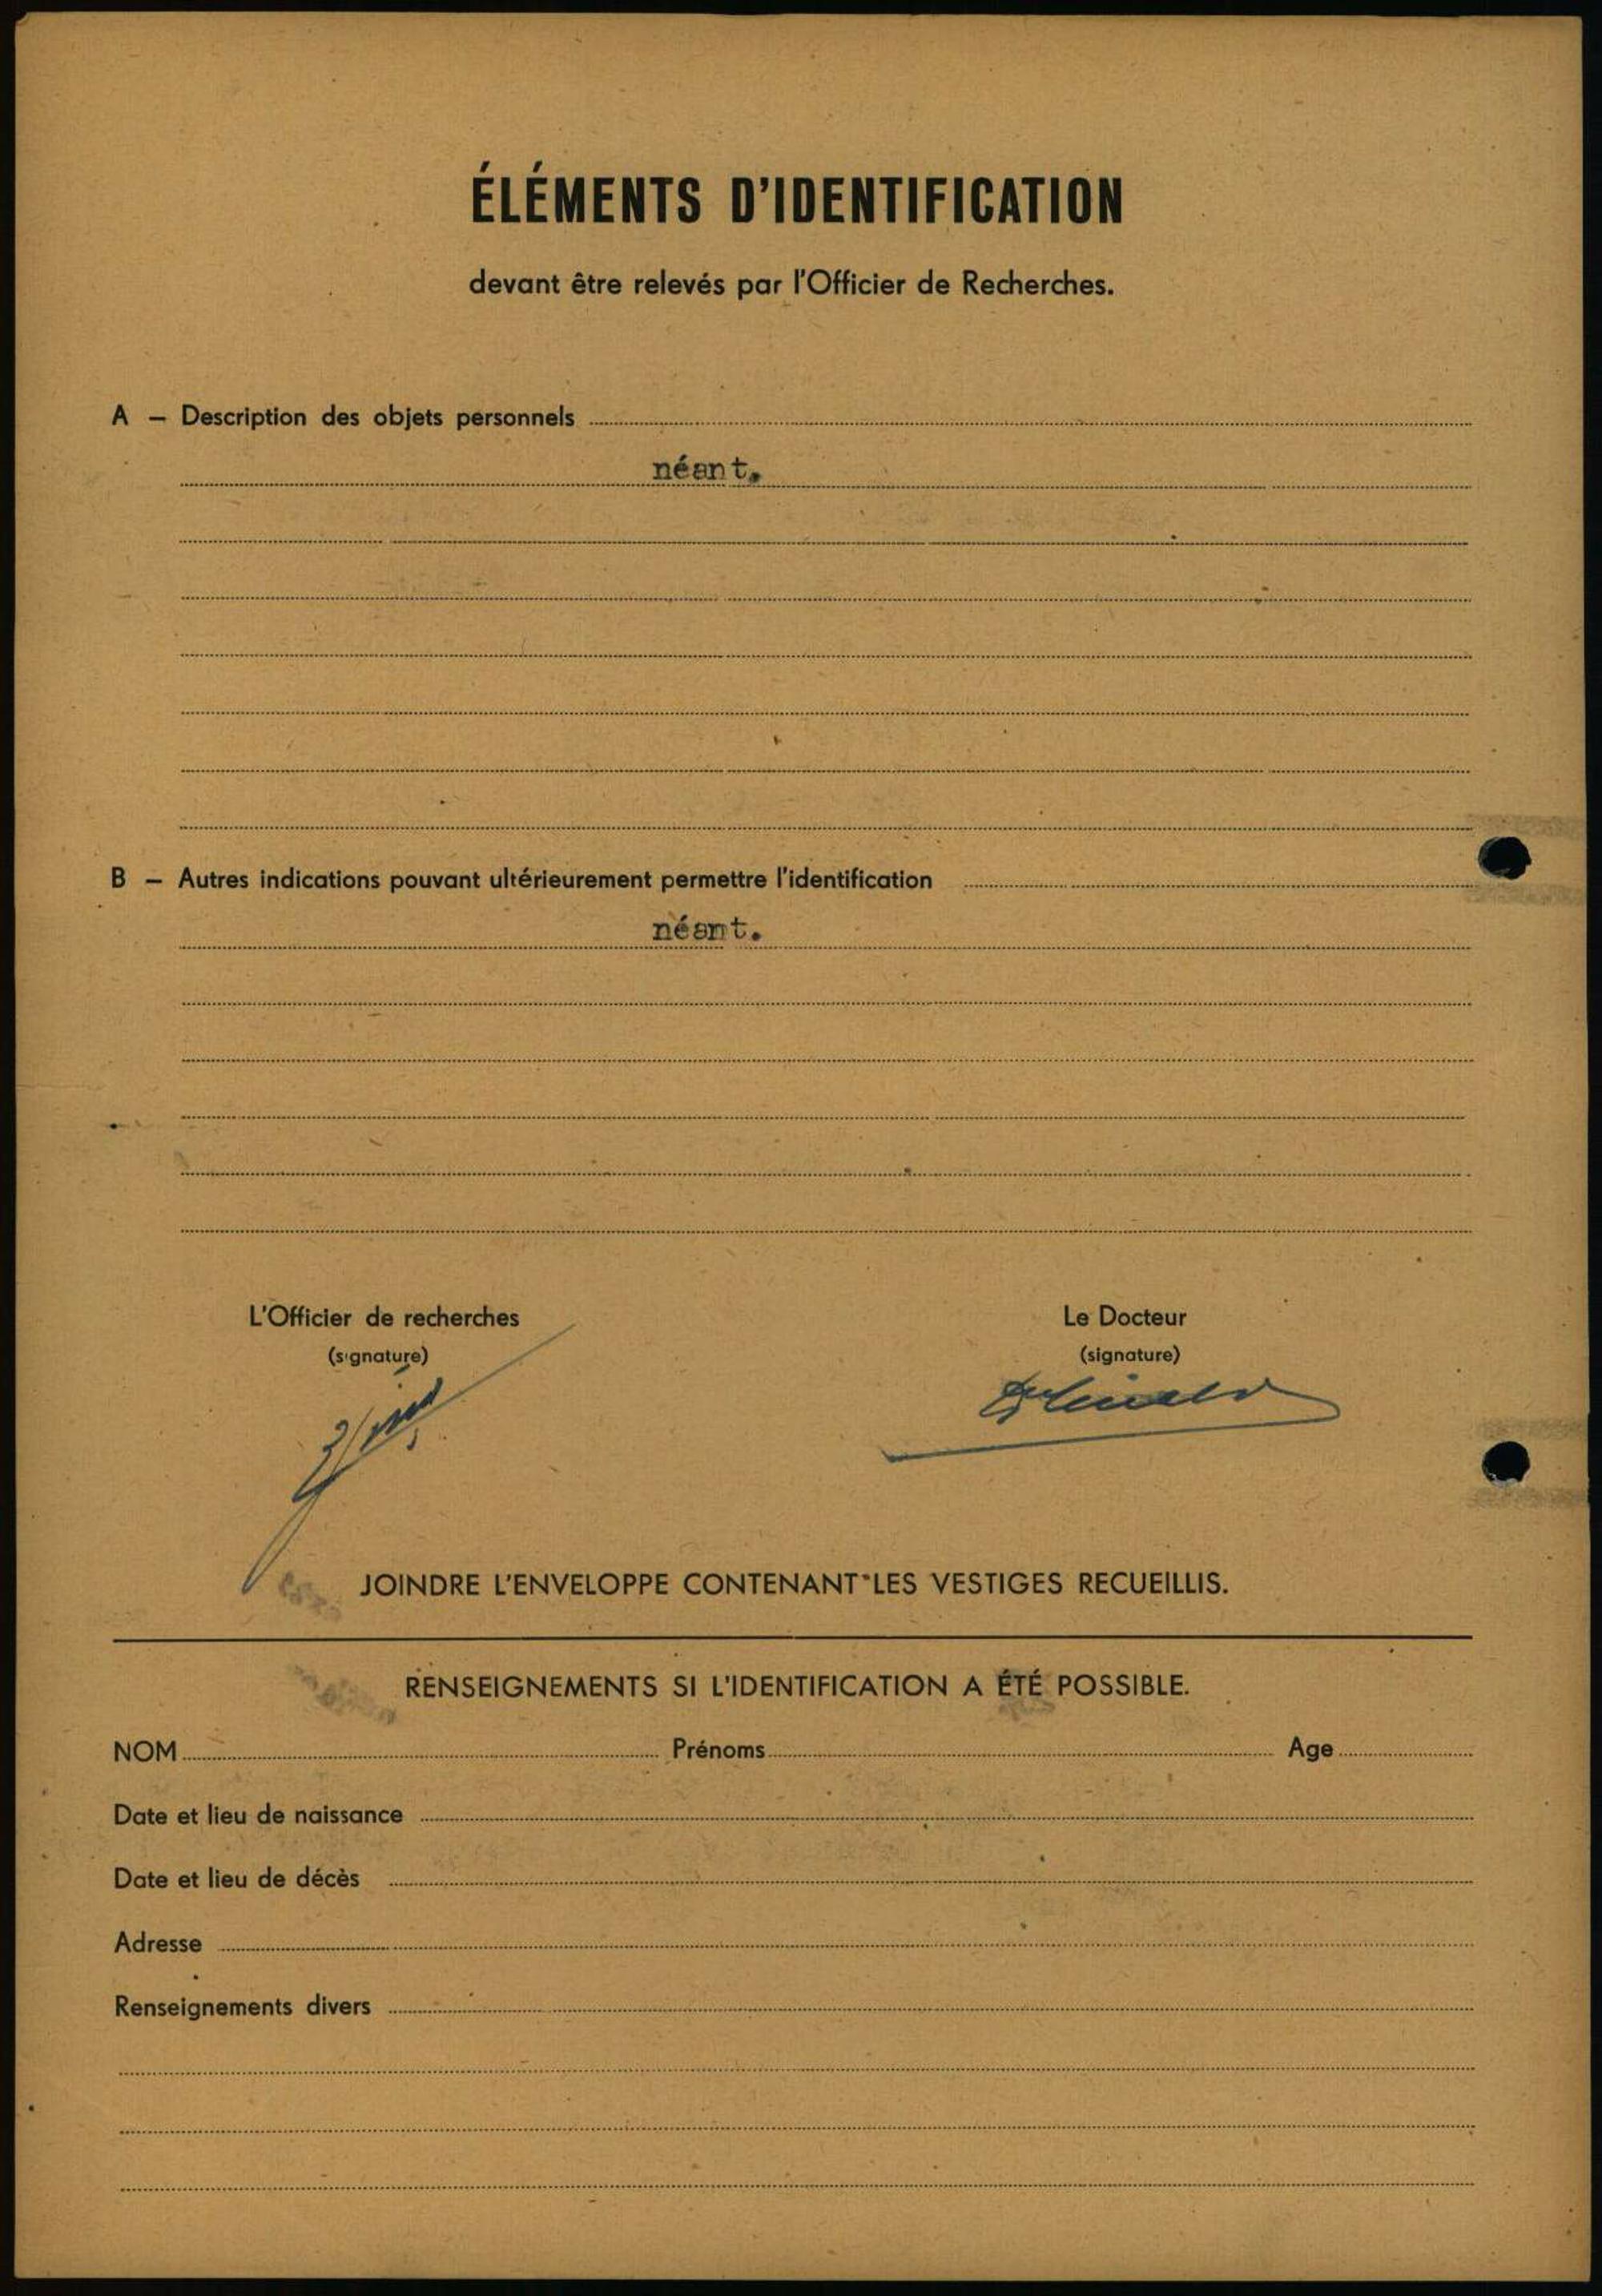 ÉLÉMENTS D'IDENTIFICATION
devant être relevés par l'Officier de Recherches.
A — Description des objets personnels
néant.
B — Autres indications pouvant ultérieurement permettre l'identification
néant.
L'Officier de recherches
Le Docteur
(signature)
(signature)
JOINDRE L'ENVELOPPE CONTENANT LES VESTIGES RECUEILLIS.
RENSEIGNEMENTS SI L'IDENTIFICATION A ÉTÉ POSSIBLE.
NOM Prénoms Age
Date et lieu de naissance
Date et lieu de décès
Adresse
Renseignements divers